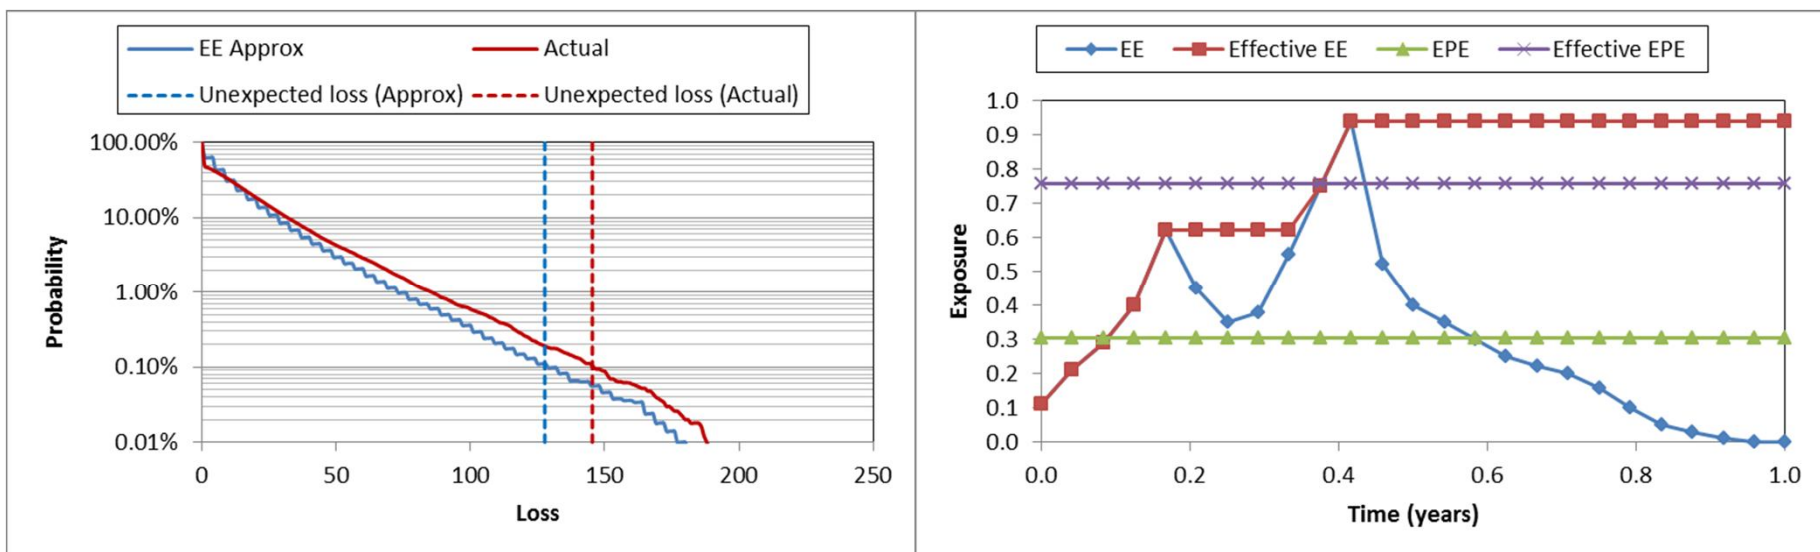 EE Approx Actual
Unexpected loss (Approx) Unexpected loss (Actual)
100.00%
10.00%
1.00%
0.10%
0.01%
Probability
0 50 100 150 200 250
Loss
EE Effective EE EPE Effective EPE
1.0
0.9
0.8
0.7
0.6
0.5
0.4
0.3
0.2
0.1
0.0
Exposure
0.0 0.2 0.4 0.6 0.8 1.0
Time (years)